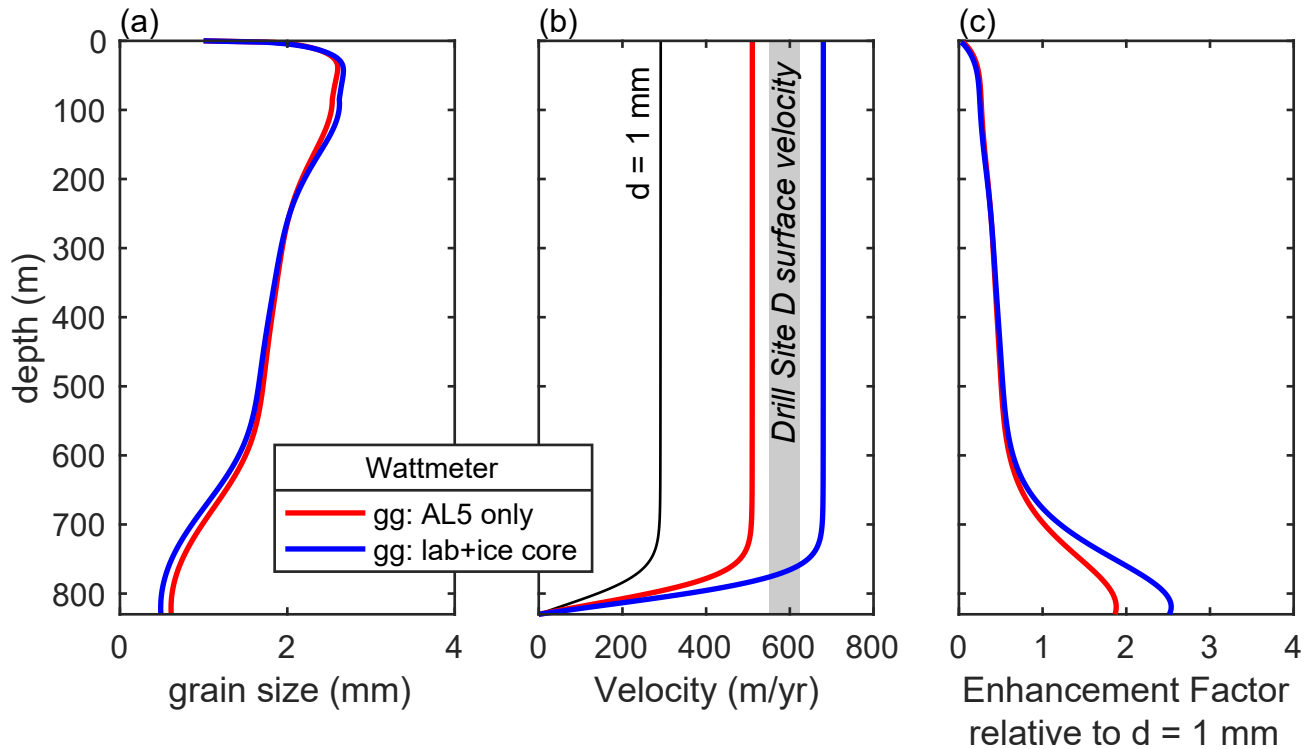 (a)
(b)
(c)
0
100
200
300
400
500
600
700
800
depth (m)
0
2
4
grain size (mm)
d = 1 mm
Drill Site D surface velocity
0
200
400
600
800
Velocity (m/yr)
Wattmeter
gg: AL5 only
gg: lab+ice core
0
1
2
3
4
Enhancement Factor
relative to d = 1 mm